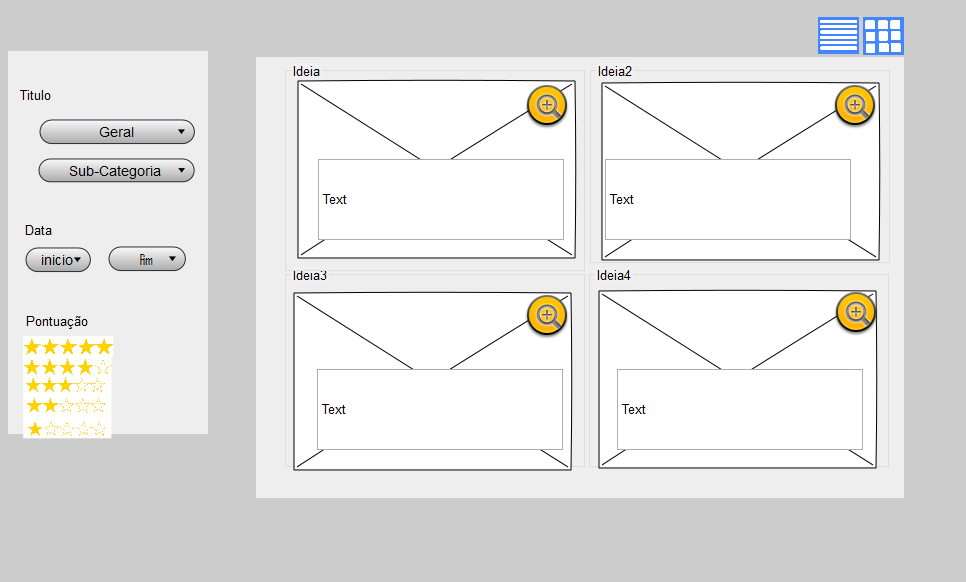 Titulo
Geral
Sub-Categoria
Data
inicio
fim
Pontuação
Ideia
Text
Ideia2
Text
Ideia3
Text
Ideia4
Text